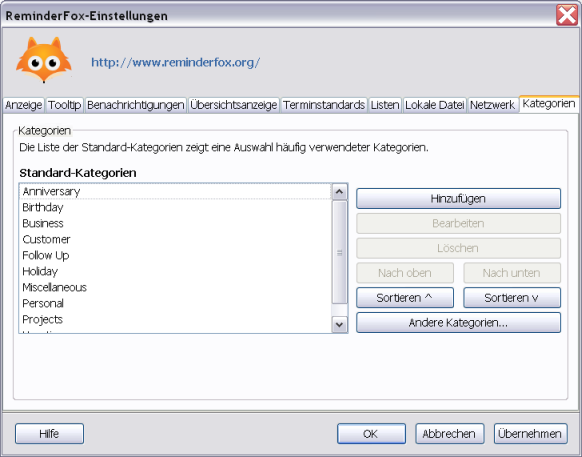 ReminderFox-Einstellungen
http://www.reminderfox.org/
Anzeige Tooltip Benachrichtigungen Übersichtsanzeige Terminstandards Listen Lokale Datei Netzwerk Kategorien
Kategorien
Die Liste der Standard-Kategorien zeigt eine Auswahl häufig verwendeter Kategorien.
Standard-Kategorien
Anniversary
Birthday
Business
Customer
Follow Up
Holiday
Miscellaneous
Personal
Projects
Hinzufügen
Bearbeiten
Löschen
Nach oben Nach unten
Sortieren ^ Sortieren v
Andere Kategorien...
Hilfe OK Abbrechen Übernehmen